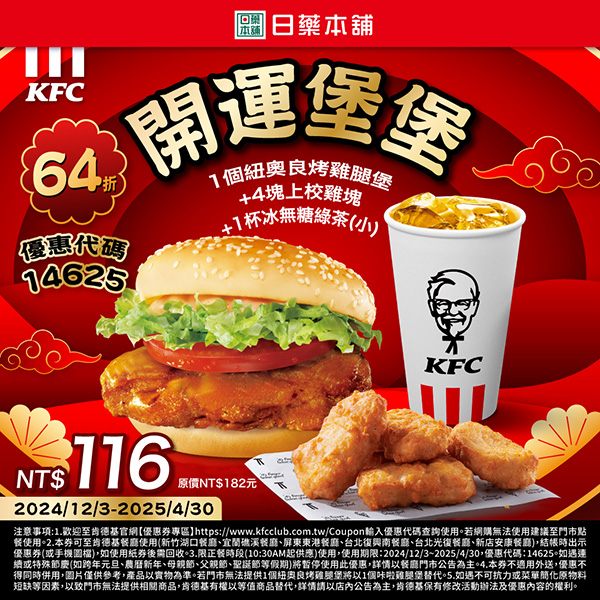 日藥本舖
日藥本舖
KFC
開運堡堡
64折
1個紐奧良烤雞腿堡
+4塊上校雞塊
+1杯冰無糖綠茶(小)
優惠代碼
14625
KFC
NT$116
原價NT$182元
2024/12/3-2025/4/30
注意事項:1.歡迎至肯德基官網【優惠券專區】https://www.kfcclub.com.tw/Coupon輸入優惠代碼查詢使用。若網購無法使用建議至門市點
餐使用。2.本券可至肯德基餐廳使用(新竹湖口餐廳、宜蘭礁溪餐廳、屏東東港餐廳、台北復興南餐廳、台北光復餐廳、新店安康餐廳)，結帳時出示
優惠券(或手機圖檔)，如使用紙券後需回收。3.限正餐時段(10:30AM起供應)使用，使用期限：2024/12/3~2025/4/30，優惠代碼：14625。如遇連
續或特殊節慶(如跨年元旦、農曆新年、母親節、父親節、聖誕節等假期)將暫停使用此優惠，詳情以餐廳門市公告為主。4.本券不適用外送，優惠不
得同時併用，圖片僅供參考，產品以實物為準。若門市無法提供1個紐奧良烤雞腿堡將以1個咔啦雞腿堡替代。5.如遇不可抗力或菜單簡化原物料
短缺等因素，以致門市無法提供相關商品，肯德基有權以等值商品替代，詳情請以店內公告為主，肯德基保有修改活動辦法及優惠內容的權利。